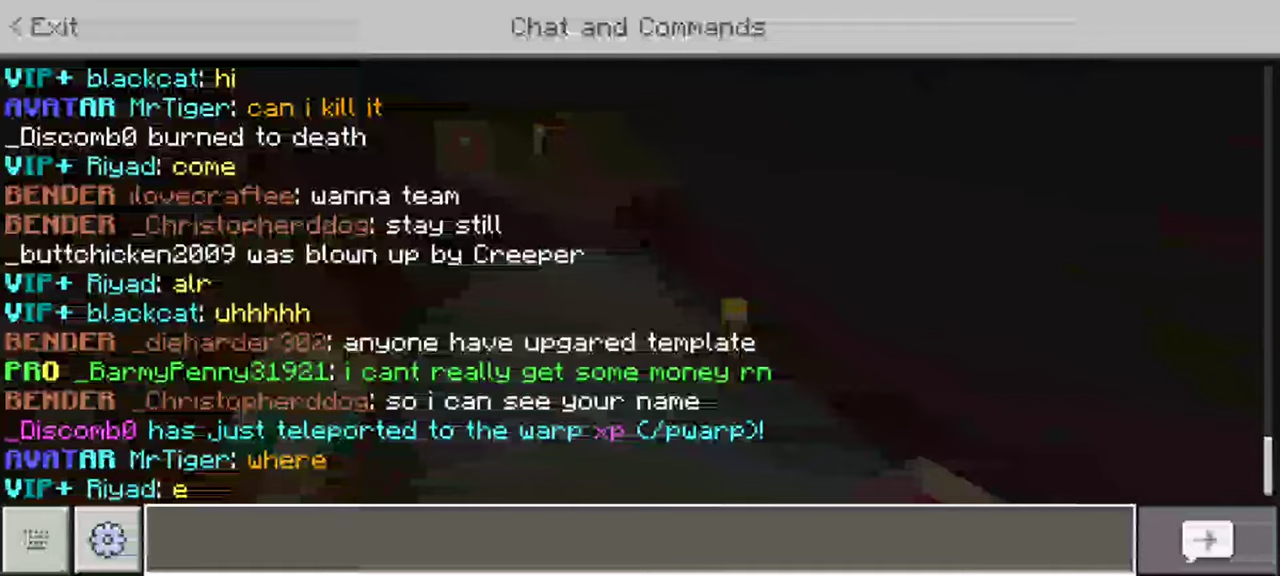 < Exit
Chat and Commands
VIP+ blackcat: hi
AVATAR MrTiger: can i kill it
_Discomb0 burned to death
VIP+ Riyad: come
BENDER ilovecraftee: wanna team
BENDER _Christopherddog: stay still
_buttchicken2009 was blown up by Creeper
VIP+ Riyad: alr
VIP+ blackcat: uhhhhh
BENDER _dieharder302: anyone have upgared template
PRO _BarmyPenny31921: i cant really get some money rn
BENDER _Christopherddog: so i can see your name
_Discomb0 has just teleported to the warp xp (/pwarp)!
AVATAR MrTiger: where
VIP+ Riyad: e